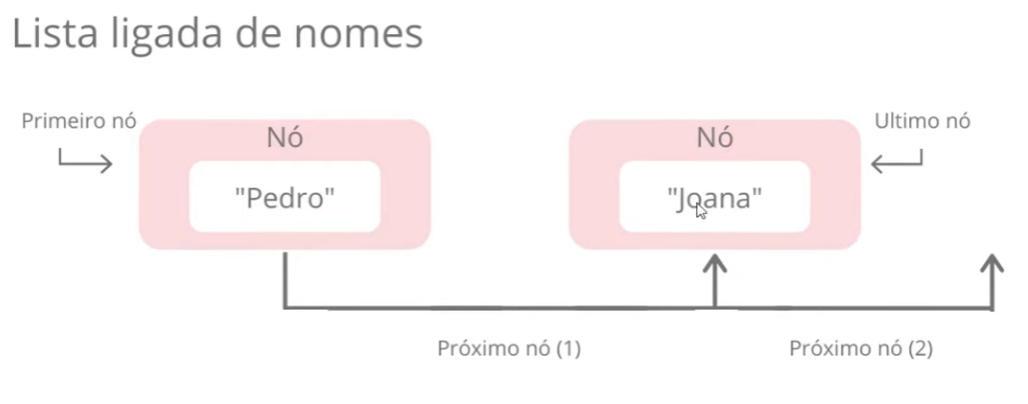 Lista ligada de nomes
Primeiro nó
Nó
Nó
Ultimo nó
"Pedro"
"Joana"
Próximo nó (1)
Próximo nó (2)